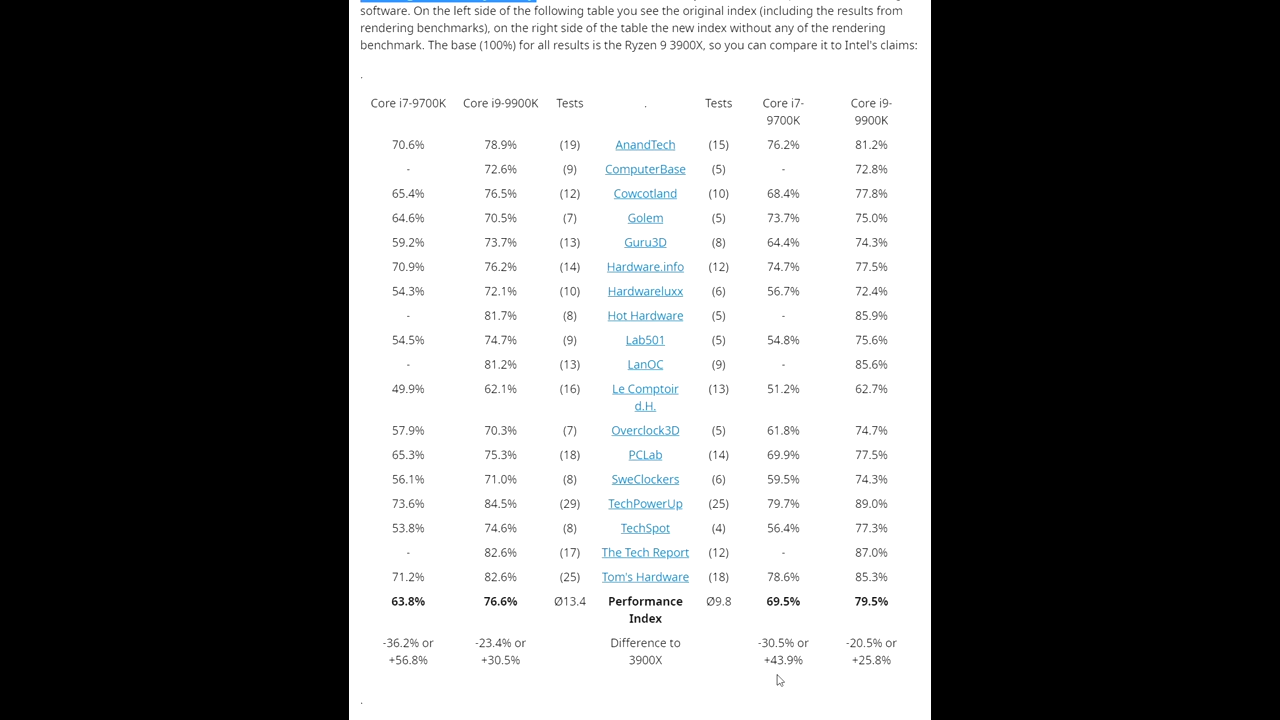 software. On the left side of the following table you see the original index (including the results from
rendering benchmarks), on the right side of the table the new index without any of the rendering
benchmark. The base (100%) for all results is the Ryzen 9 3900X, so you can compare it to Intel's claims:
.
Core i7-9700K Core i9-9900K Tests . Tests Core i7- Core i9-
9700K 9900K
70.6% 78.9% (19) AnandTech (15) 76.2% 81.2%
- 72.6% (9) ComputerBase (5) - 72.8%
65.4% 76.5% (12) Cowcotland (10) 68.4% 77.8%
64.6% 70.5% (7) Golem (5) 73.7% 75.0%
59.2% 73.7% (13) Guru3D (8) 64.4% 74.3%
70.9% 76.2% (14) Hardware.info (12) 74.7% 77.5%
54.3% 72.1% (10) Hardwareluxx (6) 56.7% 72.4%
- 81.7% (8) Hot Hardware (5) - 85.9%
54.5% 74.7% (9) Lab501 (5) 54.8% 75.6%
- 81.2% (13) LanOC (9) - 85.6%
49.9% 62.1% (16) Le Comptoir (13) 51.2% 62.7%
d.H.
57.9% 70.3% (7) Overclock3D (5) 61.8% 74.7%
65.3% 75.3% (18) PCLab (14) 69.9% 77.5%
56.1% 71.0% (8) SweClockers (6) 59.5% 74.3%
73.6% 84.5% (29) TechPowerUp (25) 79.7% 89.0%
53.8% 74.6% (8) TechSpot (4) 56.4% 77.3%
- 82.6% (17) The Tech Report (12) - 87.0%
71.2% 82.6% (25) Tom's Hardware (18) 78.6% 85.3%
63.8% 76.6% Ø13.4 Performance Ø9.8 69.5% 79.5%
Index
-36.2% or -23.4% or Difference to -30.5% or -20.5% or
+56.8% +30.5% 3900X +43.9% +25.8%
.